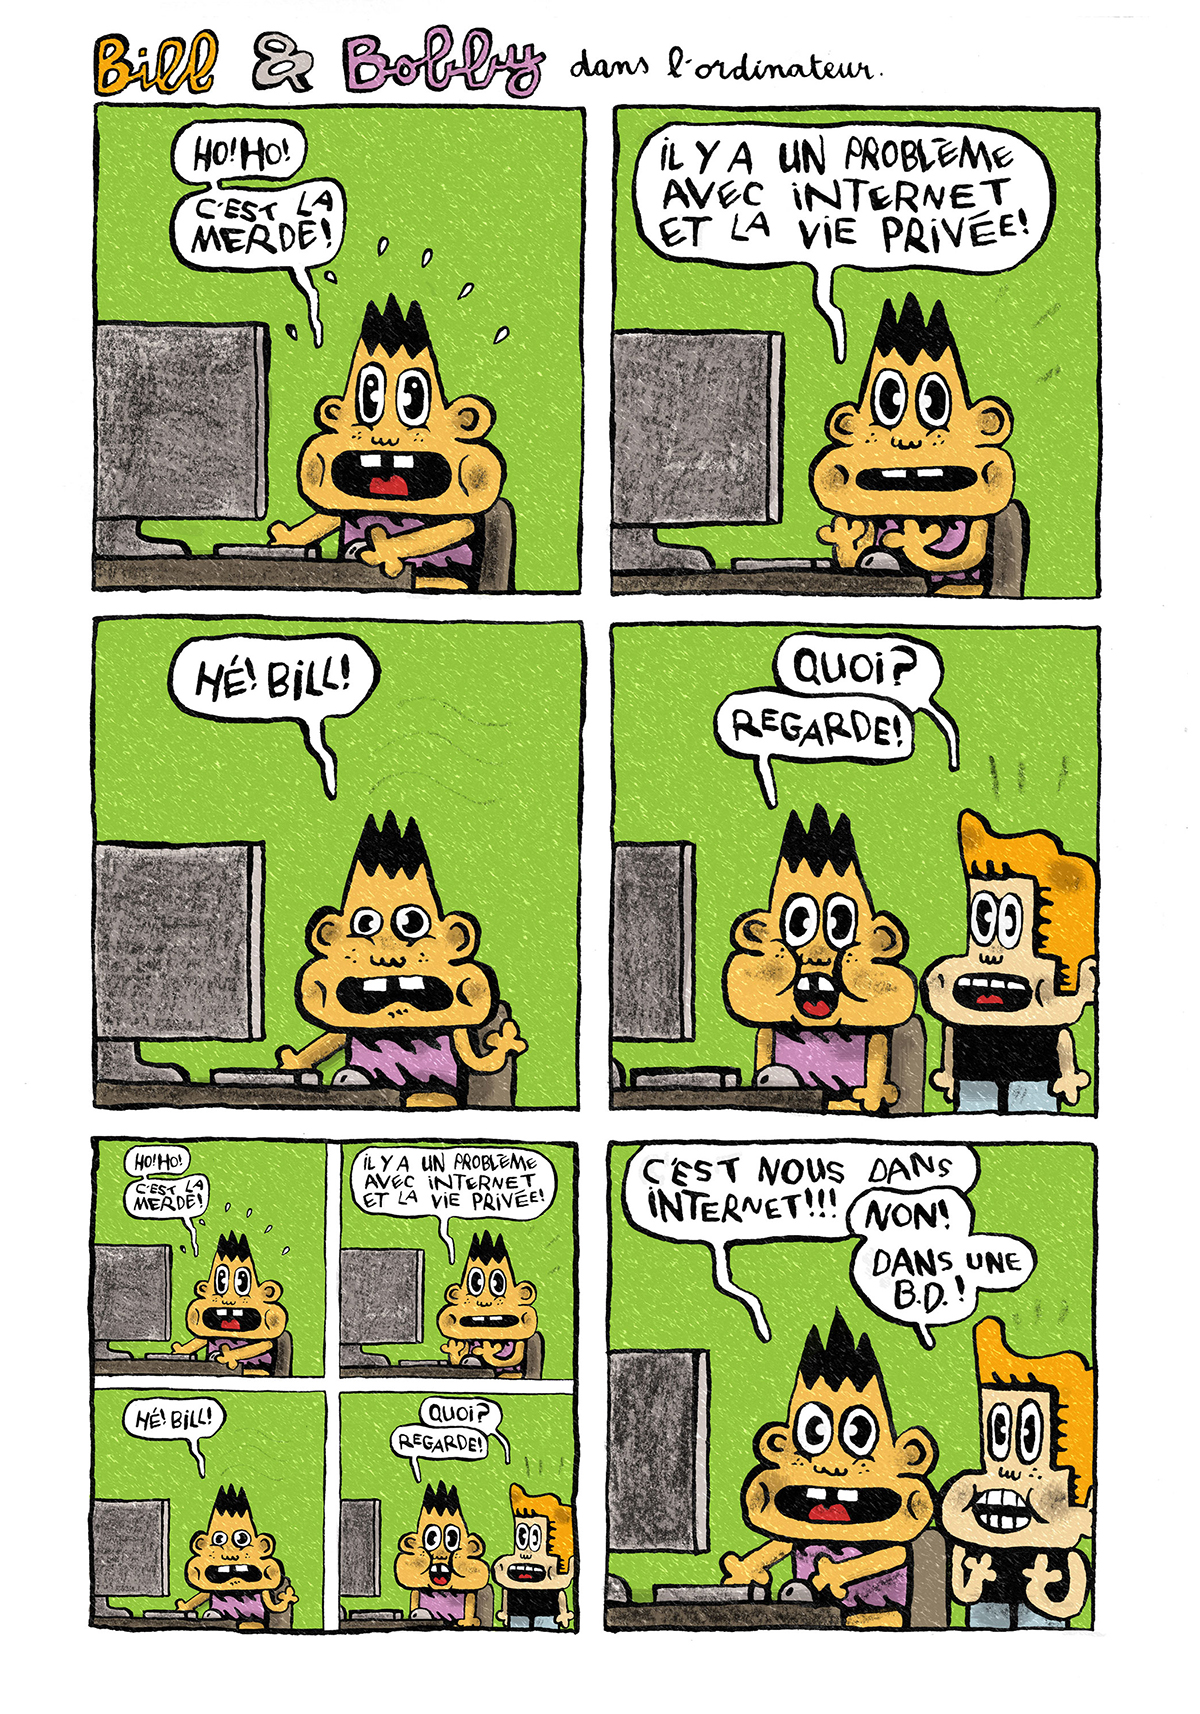 Bill & Bobby dans l'ordinateur.
HO! HO!
C'EST LA
MERDE!
IL Y A UN PROBLÈME
AVEC INTERNET
ET LA VIE PRIVÉE!
HÉ! BILL!
QUOI?
REGARDE!
HO! HO!
C'EST LA
MERDE!
IL Y A UN PROBLÈME
AVEC INTERNET
ET LA VIE PRIVÉE!
HÉ! BILL!
QUOI?
REGARDE!
C'EST NOUS DANS
INTERNET!!!
NON!
DANS UNE
B.D.!